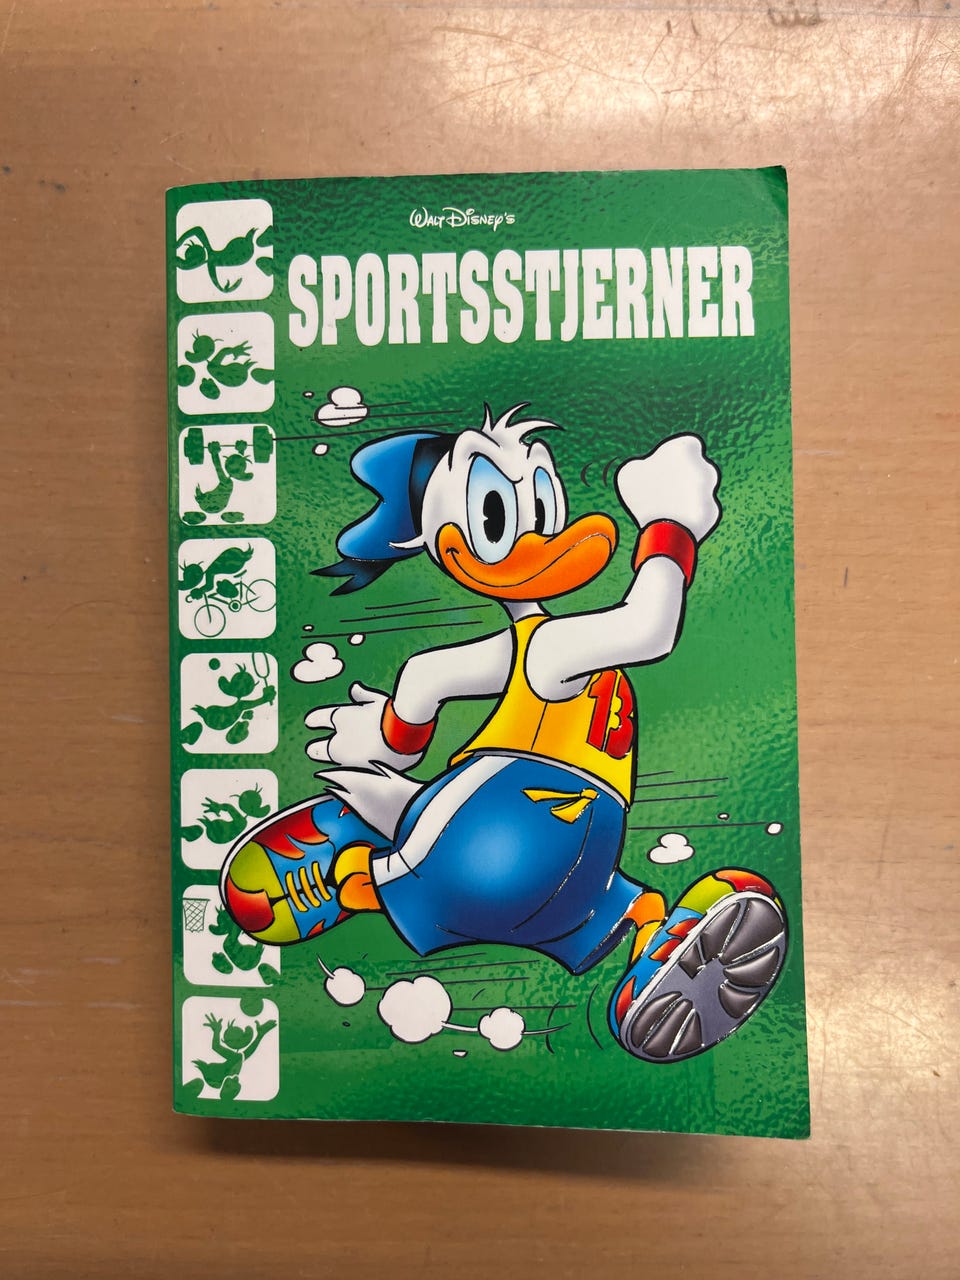 WALT DISNEY'S
SPORTSSTJERNER
13